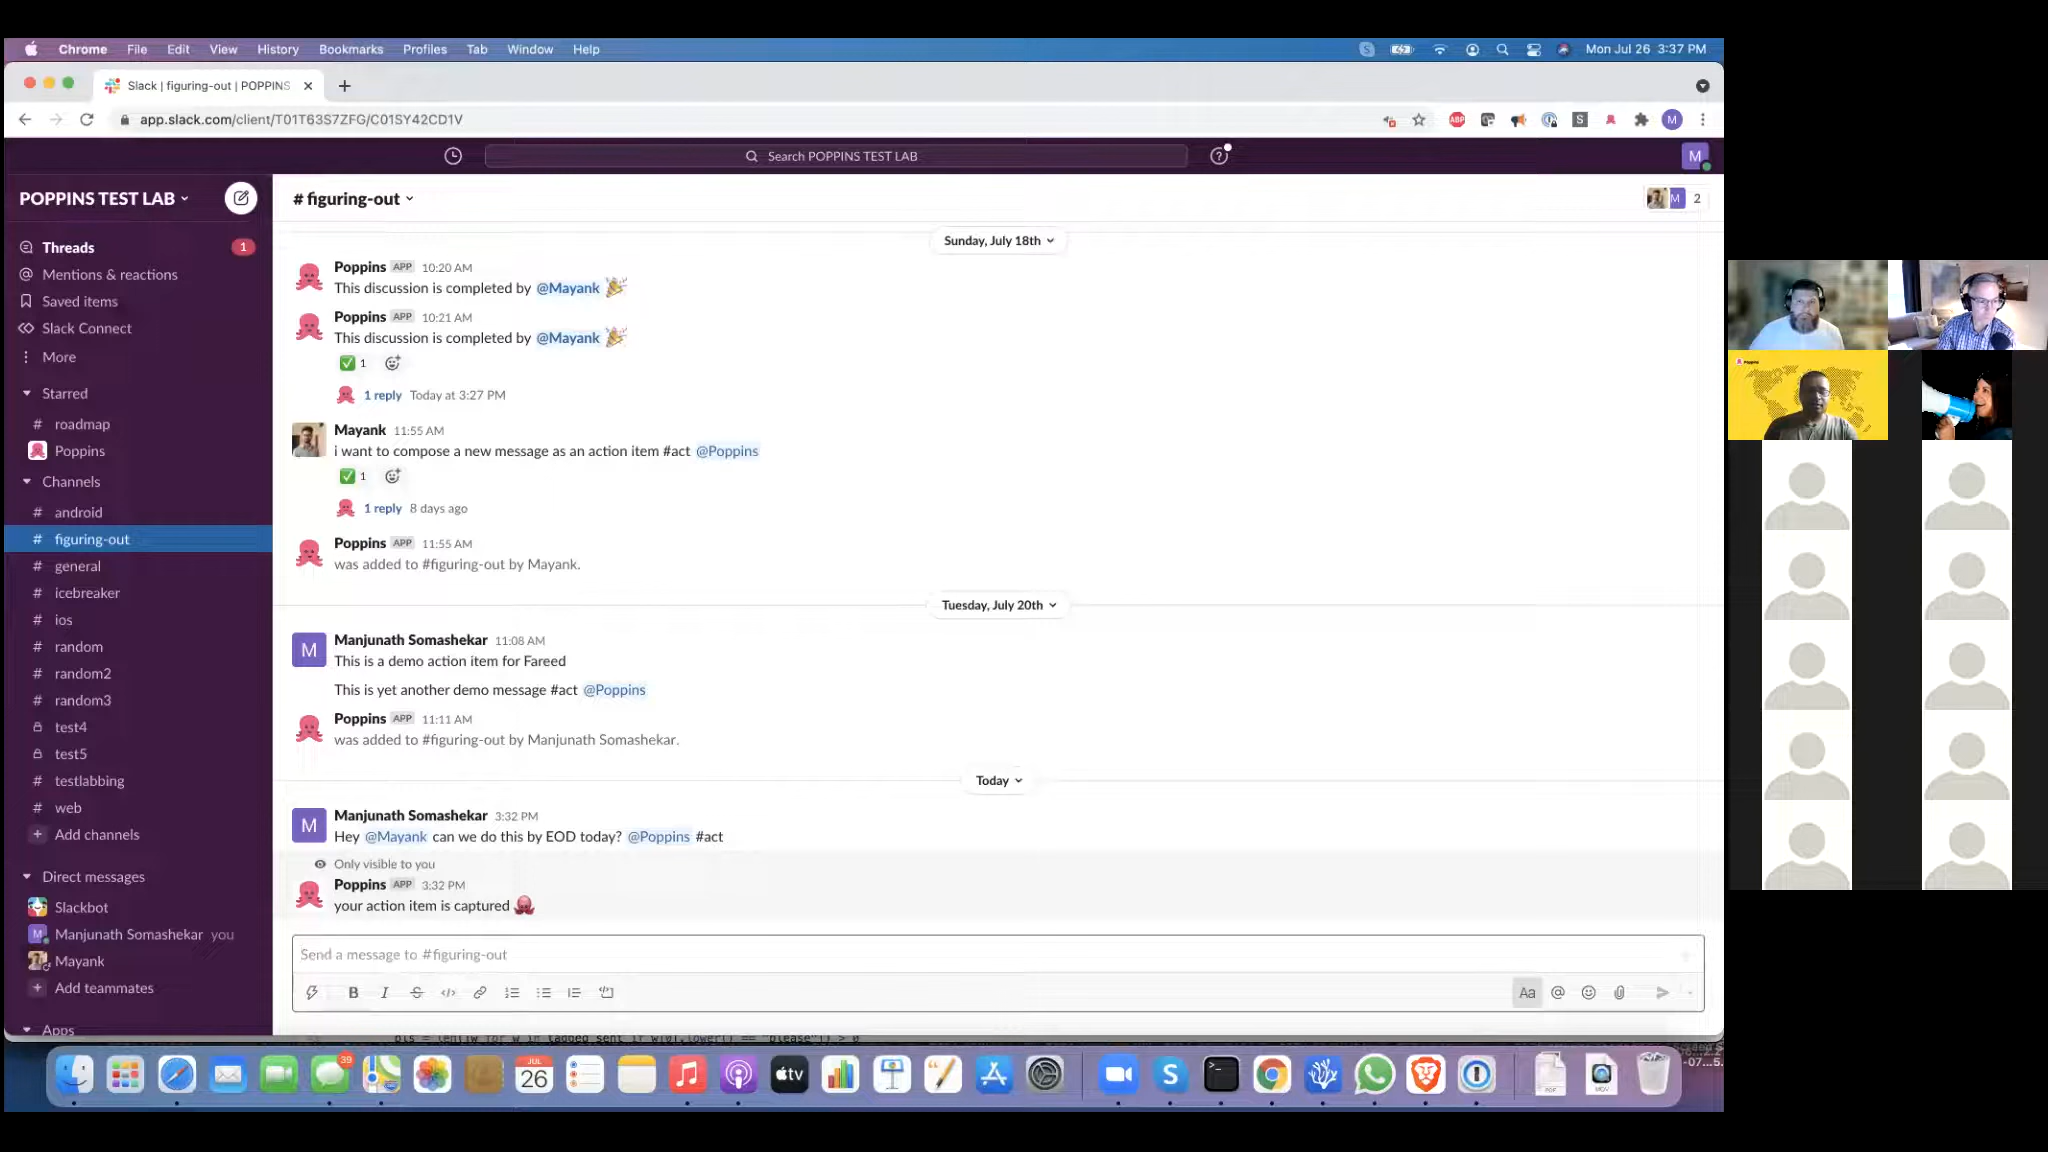 Chrome File Edit View History Bookmarks Profiles Tab Window Help Mon Jul 26 3:37 PM
Slack | figuring-out | POPPINS
app.slack.com/client/T01T63S7ZFG/C01SY42CD1V
Search POPPINS TEST LAB
M
POPPINS TEST LAB
Threads 1
Mentions & reactions
Saved items
Slack Connect
More
Starred
# roadmap
Poppins
Channels
# android
# figuring-out
# general
# icebreaker
# ios
# random
# random2
# random3
test4
test5
# testlabbing
# web
+ Add channels
Direct messages
Slackbot
Manjunath Somashekar you
Mayank
+ Add teammates
Apps
# figuring-out
M 2
Sunday, July 18th
Poppins APP 10:20 AM
This discussion is completed by @Mayank
Poppins APP 10:21 AM
This discussion is completed by @Mayank
1
1 reply Today at 3:27 PM
Mayank 11:55 AM
i want to compose a new message as an action item #act @Poppins
1
1 reply 8 days ago
Poppins APP 11:55 AM
was added to #figuring-out by Mayank.
Tuesday, July 20th
M Manjunath Somashekar 11:08 AM
This is a demo action item for Fareed
This is yet another demo message #act @Poppins
Poppins APP 11:11 AM
was added to #figuring-out by Manjunath Somashekar.
Today
M Manjunath Somashekar 3:32 PM
Hey @Mayank can we do this by EOD today? @Poppins #act
Only visible to you
Poppins APP 3:32 PM
your action item is captured
Send a message to #figuring-out
B I S </> Aa @
39
JUL
26
tv
PDF
MOV
Poppins